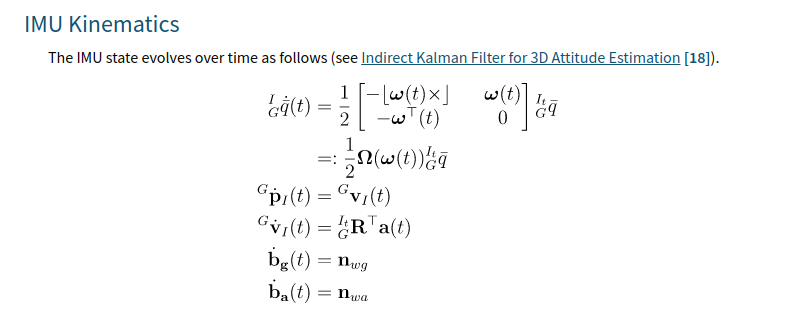 IMU Kinematics
The IMU state evolves over time as follows (see Indirect Kalman Filter for 3D Attitude Estimation [18]).
$^{I}_{G}\dot{\bar{q}}(t) = \frac{1}{2} \begin{bmatrix} -\lfloor \boldsymbol{\omega}(t) \times \rfloor & \boldsymbol{\omega}(t) \\ -\boldsymbol{\omega}^{\top}(t) & 0 \end{bmatrix} {}^{I_t}_{G}\bar{q}$
$=: \frac{1}{2} \boldsymbol{\Omega}(\boldsymbol{\omega}(t)) {}^{I_t}_{G}\bar{q}$
$^{G}\dot{\mathbf{p}}_{I}(t) = {}^{G}\mathbf{v}_{I}(t)$
$^{G}\dot{\mathbf{v}}_{I}(t) = {}^{I_t}_{G}\mathbf{R}^{\top}\mathbf{a}(t)$
$\dot{\mathbf{b}}_{\mathbf{g}}(t) = \mathbf{n}_{wg}$
$\dot{\mathbf{b}}_{\mathbf{a}}(t) = \mathbf{n}_{wa}$